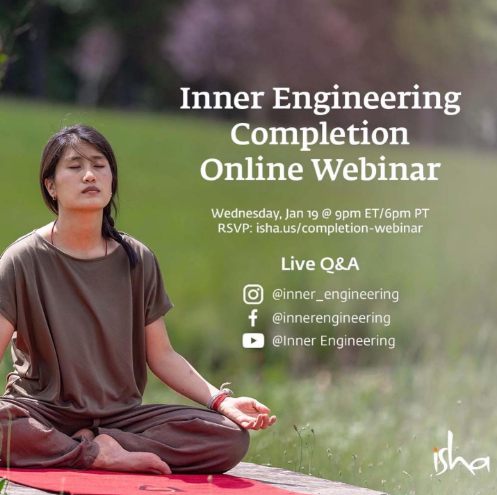 Inner Engineering
Completion
Online Webinar
Wednesday, Jan 19 @ 9pm ET/6pm PT
RSVP: isha.us/completion-webinar
Live Q&A
@inner_engineering
@innerengineering
@Inner Engineering
isha